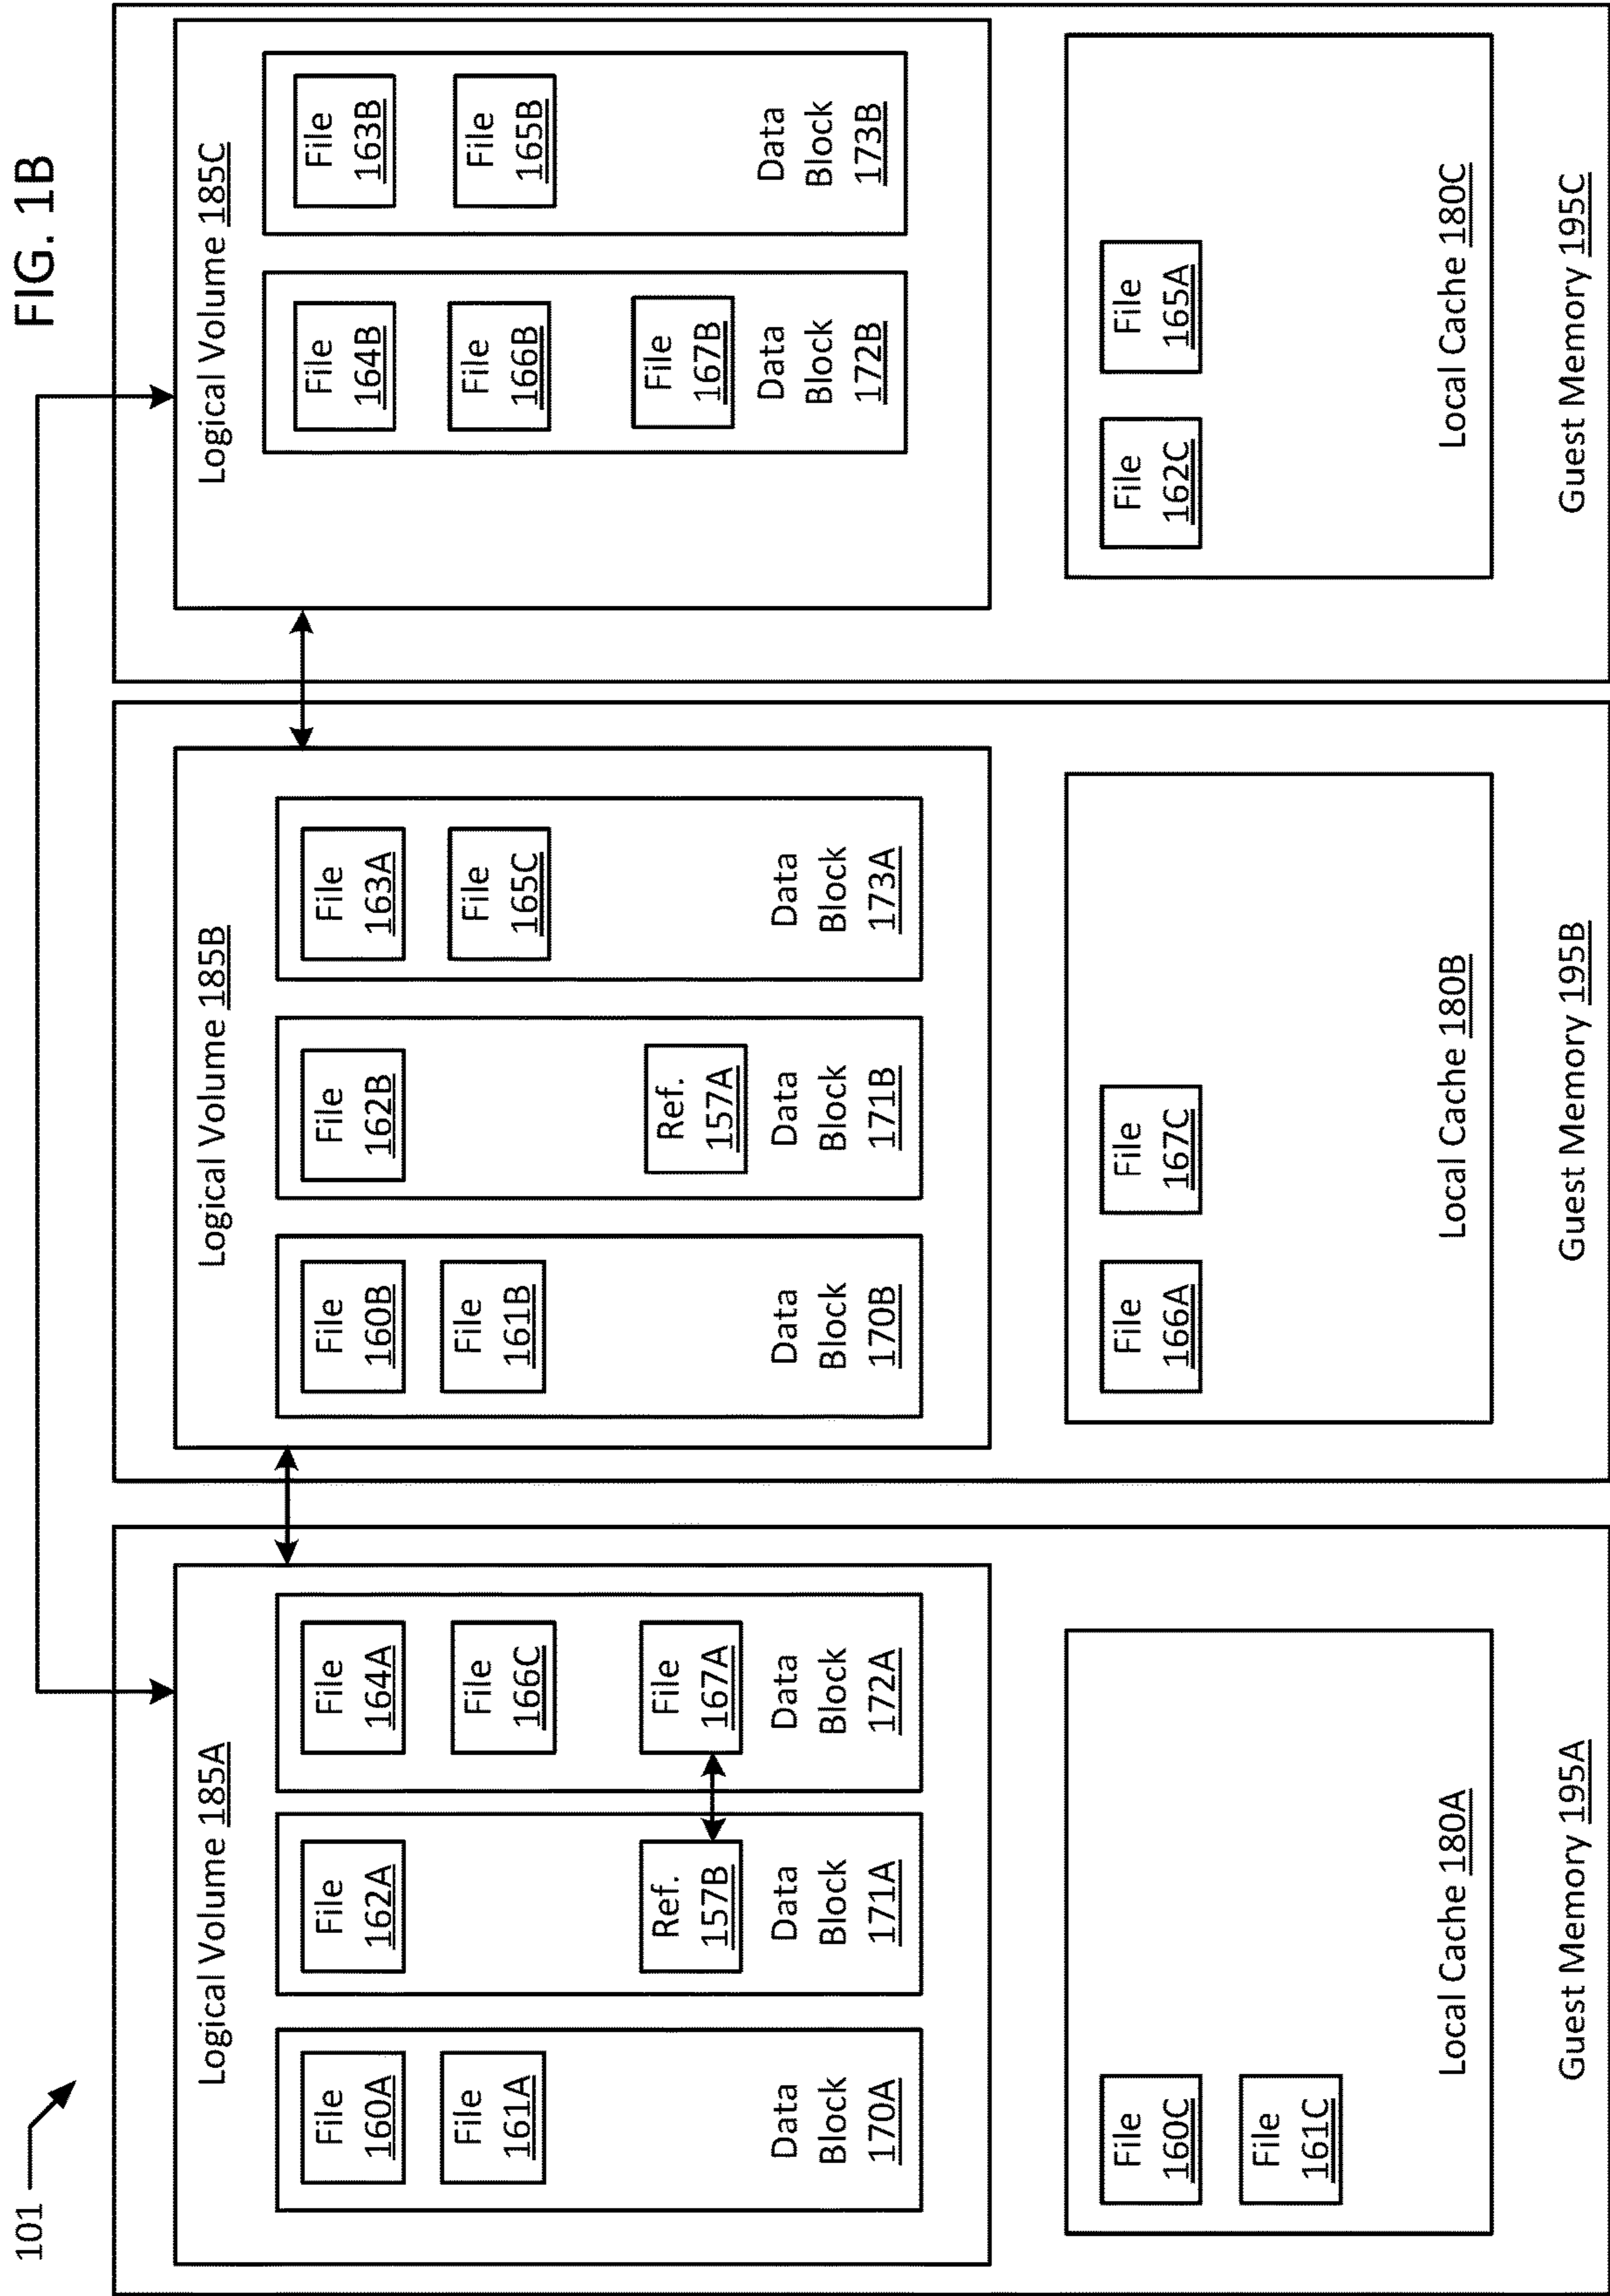 FIG. 1B
101
Logical Volume 185A
File
160A
File
161A
Data
Block
170A
File
162A
Ref.
157B
Data
Block
171A
File
164A
File
166C
File
167A
Data
Block
172A
File
160C
File
161C
Local Cache 180A
Guest Memory 195A
Logical Volume 185B
File
160B
File
161B
Data
Block
170B
File
162B
Ref.
157A
Data
Block
171B
File
163A
File
165C
Data
Block
173A
File
166A
File
167C
Local Cache 180B
Guest Memory 195B
Logical Volume 185C
File
164B
File
166B
File
167B
Data
Block
172B
File
163B
File
165B
Data
Block
173B
File
162C
File
165A
Local Cache 180C
Guest Memory 195C